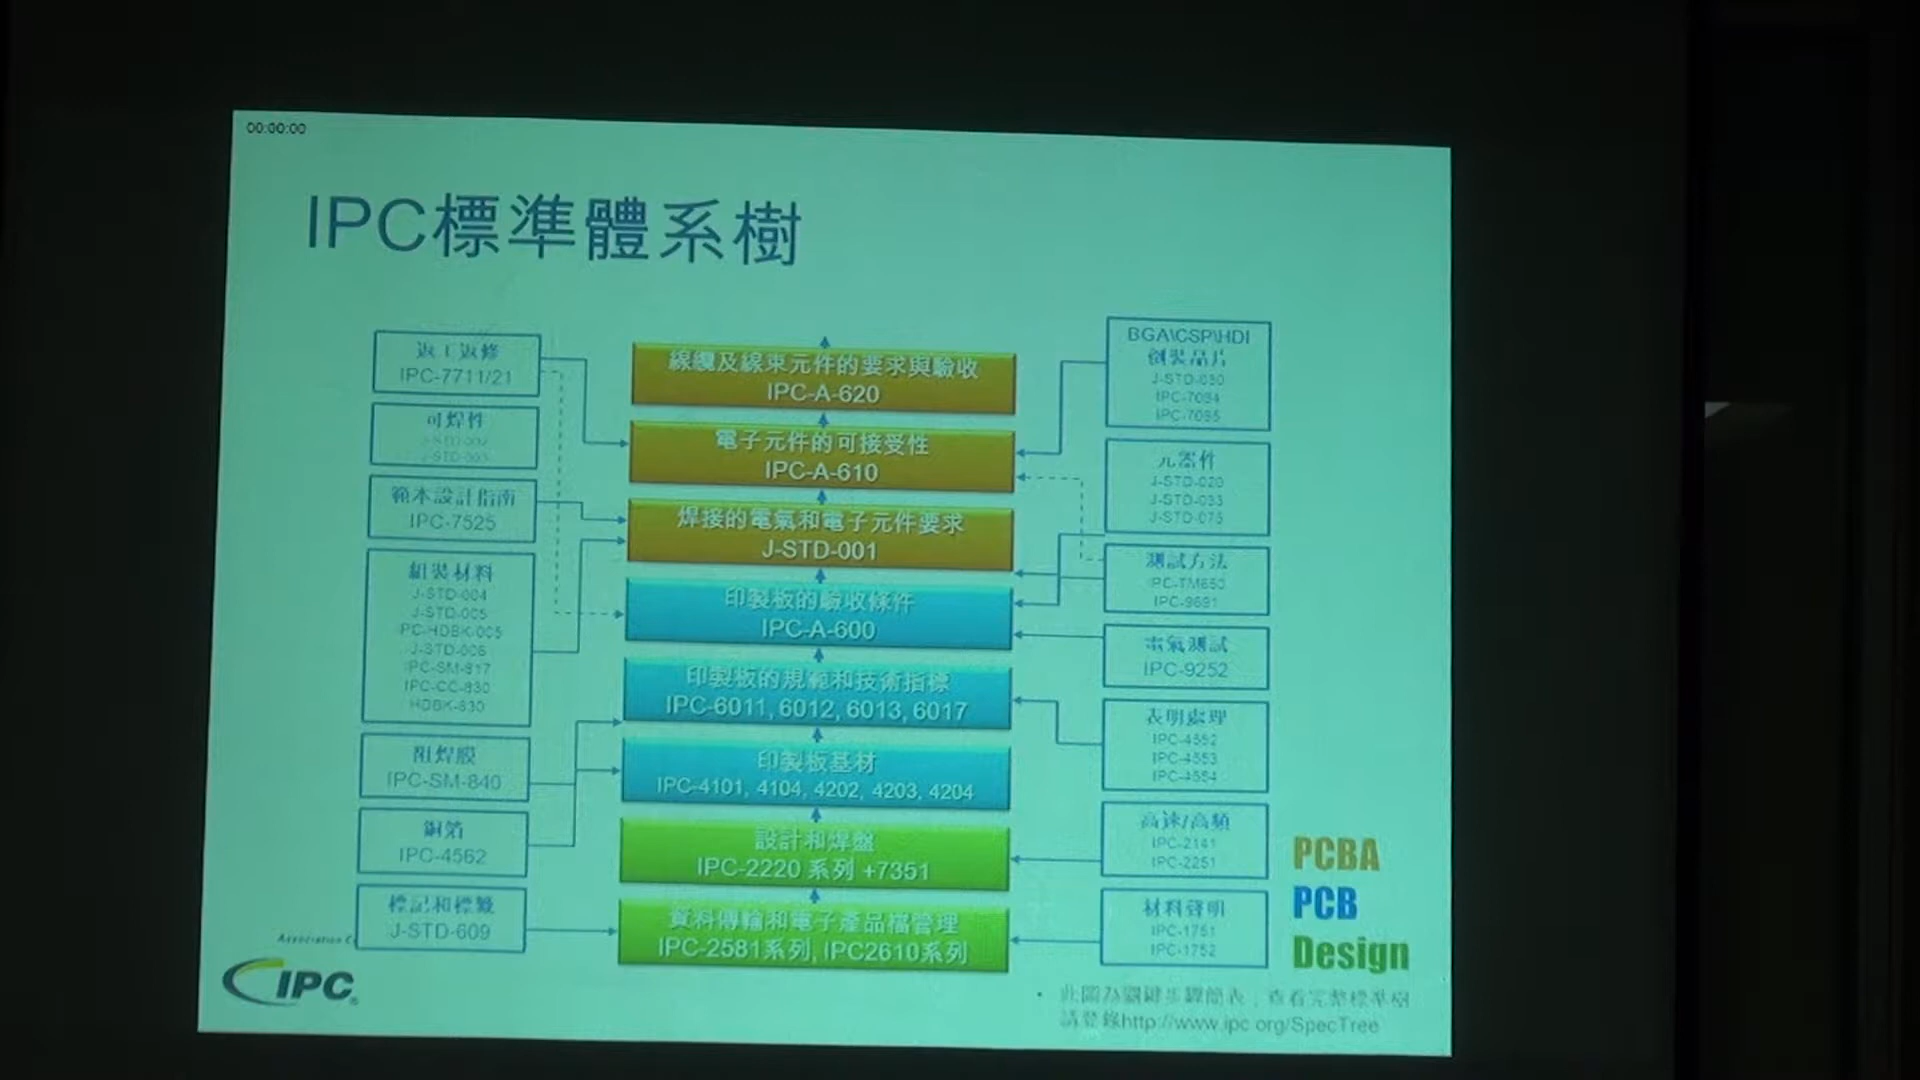 00:00:00
IPC標準體系樹
返工返修
IPC-7711/21
可焊性
J-STD-002
J-STD-003
範本設計指南
IPC-7525
組裝材料
J-STD-004
J-STD-005
IPC-HDBK-005
J-STD-006
IPC-SM-817
IPC-CC-830
HDBK-830
阻焊膜
IPC-SM-840
銅箔
IPC-4562
標記和標籤
J-STD-609
線纜及線束元件的要求與驗收
IPC-A-620
電子元件的可接受性
IPC-A-610
焊接的電氣和電子元件要求
J-STD-001
印製板的驗收條件
IPC-A-600
印製板的規範和技術指標
IPC-6011, 6012, 6013, 6017
印製板基材
IPC-4101, 4104, 4202, 4203, 4204
設計和焊盤
IPC-2220 系列 +7351
資料傳輸和電子產品檔管理
IPC-2581系列, IPC2610系列
BGA\CSP\HDI
倒裝晶片
J-STD-030
IPC-7094
IPC-7095
元器件
J-STD-020
J-STD-033
J-STD-075
測試方法
IPC-TM650
IPC-9691
電氣測試
IPC-9252
表明處理
IPC-4552
IPC-4553
IPC-4554
高速/高頻
IPC-2141
IPC-2251
材料聲明
IPC-1751
IPC-1752
PCBA
PCB
Design
Association C
IPC®
• 此圖為關鍵步驟簡表，查看完整標準樹
請登錄http://www.ipc.org/SpecTree